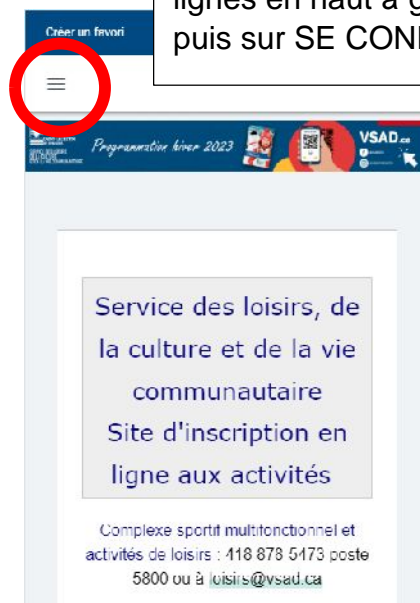 lignes en haut à g
puis sur SE CON
Créer un favori
Programmation hiver 2023
VSAD.ca
Service des loisirs, de
la culture et de la vie
communautaire
Site d'inscription en
ligne aux activités
Complexe sportif multifonctionnel et
activités de loisirs : 418 878 5473 poste
5800 ou à loisirs@vsad.ca